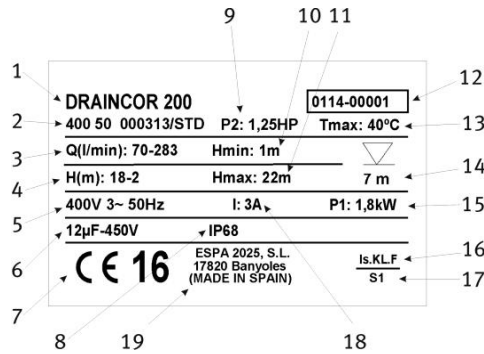 9 10 11
1 DRAINCOR 200 0114-00001 12
2 400 50 000313/STD P2: 1,25HP Tmax: 40ºC 13
3 Q(l/min): 70-283 Hmin: 1m
4 H(m): 18-2 Hmax: 22m 7 m 14
5 400V 3~ 50Hz I: 3A P1: 1,8kW 15
6 12µF-450V IP68
7 CE 16 ESPA 2025, S.L. Is.KL.F 16
17820 Banyoles
(MADE IN SPAIN) S1 17
8 19 18